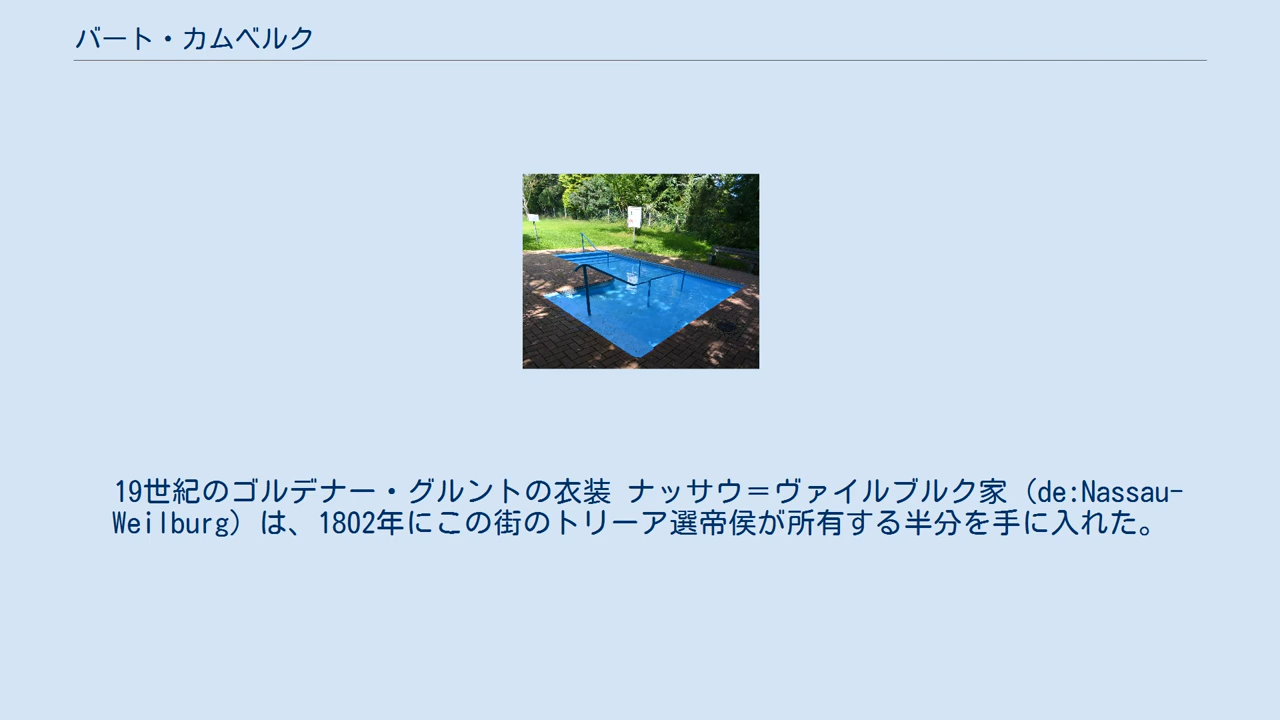 バート・カムベルク
19世紀のゴルデナー・グルントの衣装 ナッサウ＝ヴァイルブルク家（de:Nassau-
Weilburg）は、1802年にこの街のトリーア選帝侯が所有する半分を手に入れた。